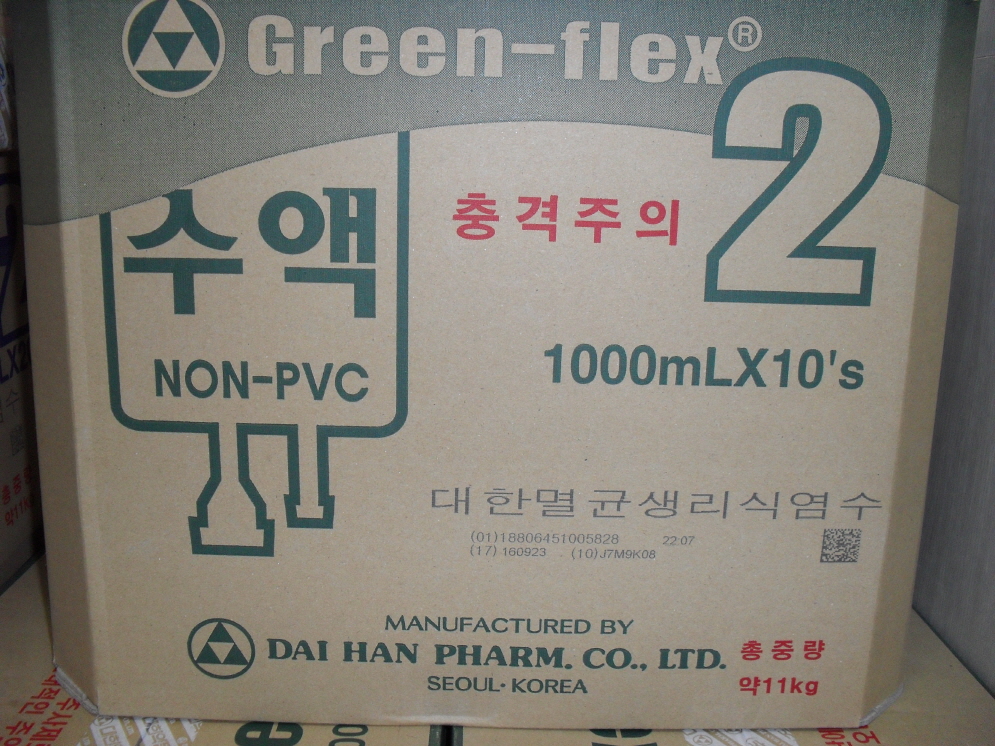 Green-flex®
2
수액
충격주의
NON-PVC
1000mLX10's
대한멸균생리식염수
(01)18806451005828 22:07
(17) 160923 (10)J7M9K08
MANUFACTURED BY
DAI HAN PHARM. CO., LTD.
SEOUL·KOREA
총중량
약11kg